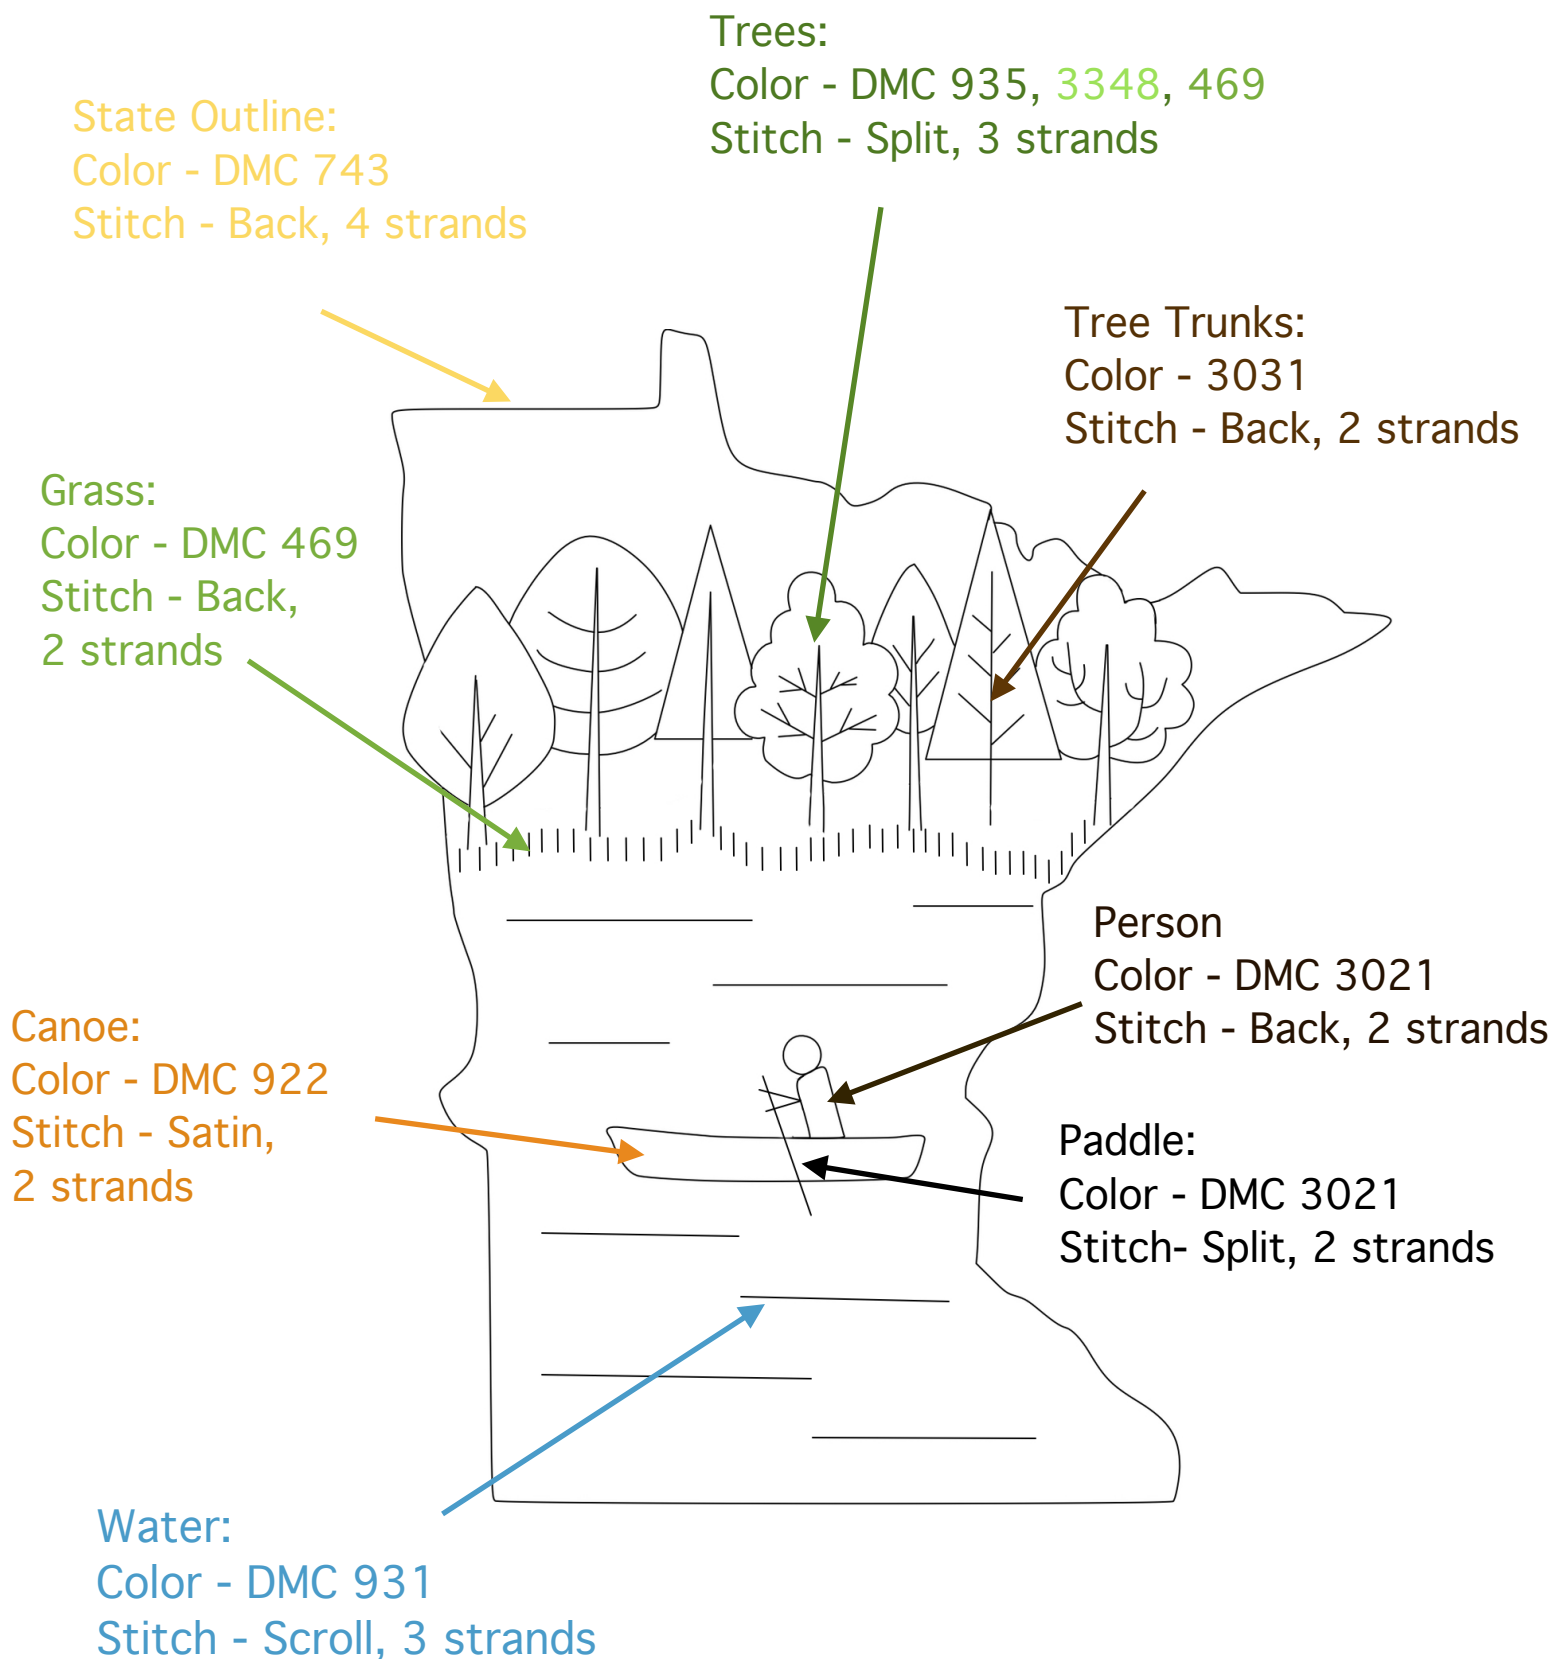 Trees:
Color - DMC 935, 3348, 469
Stitch - Split, 3 strands
State Outline:
Color - DMC 743
Stitch - Back, 4 strands
Tree Trunks:
Color - 3031
Stitch - Back, 2 strands
Grass:
Color - DMC 469
Stitch - Back,
2 strands
Person
Color - DMC 3021
Stitch - Back, 2 strands
Canoe:
Color - DMC 922
Stitch - Satin,
2 strands
Paddle:
Color - DMC 3021
Stitch- Split, 2 strands
Water:
Color - DMC 931
Stitch - Scroll, 3 strands